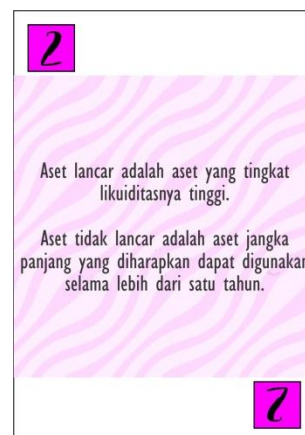 2
Aset lancar adalah aset yang tingkat
likuiditasnya tinggi.
Aset tidak lancar adalah aset jangka
panjang yang diharapkan dapat digunakan
selama lebih dari satu tahun.
2